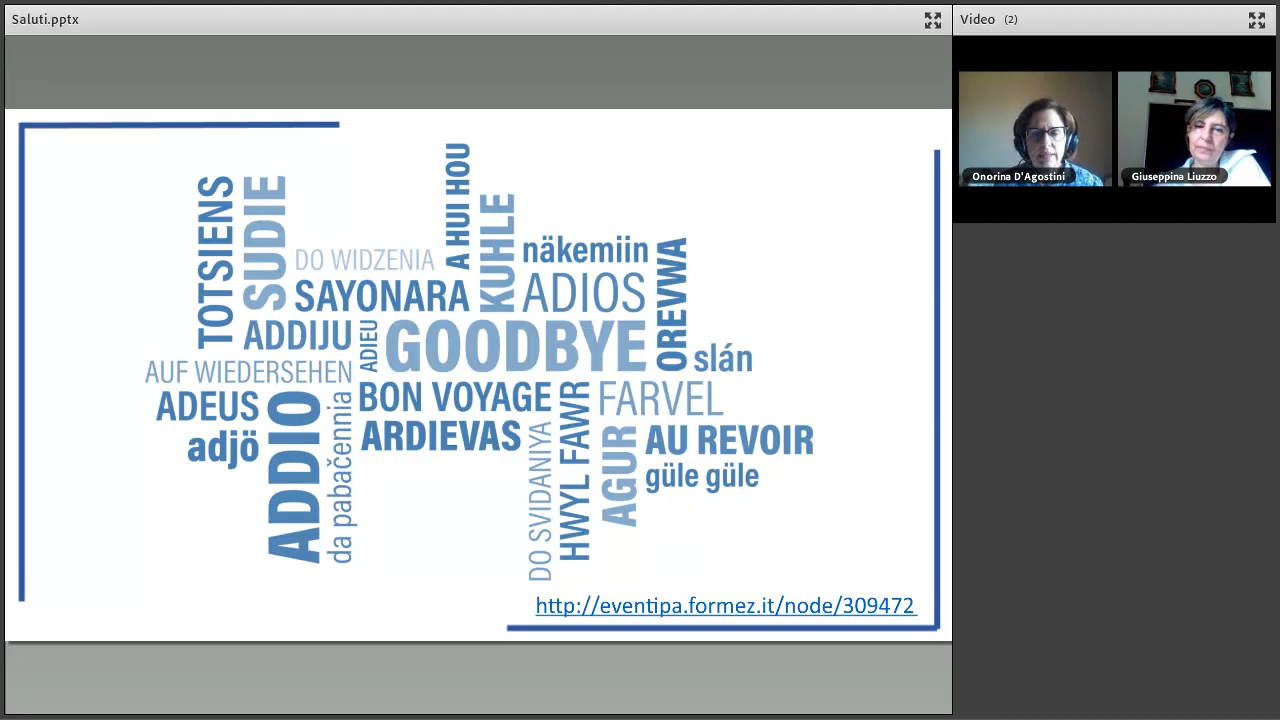 Saluti.pptx
Video (2)
Onorina D'Agostini
Giuseppina Liuzzo
TOTSIENS
SUDIE
DO WIDZENIA
A HUI HOU
KUHLE
näkemiin
SAYONARA
ADIOS
OREVWA
ADDIJU
ADIEU
GOODBYE
slán
AUF WIEDERSEHEN
ADEUS
ADDIO
da pabačennia
BON VOYAGE
FARVEL
adjö
ARDIEVAS
DO SVIDANIYA
HWYL FAWR
AGUR
AU REVOIR
güle güle
http://eventipa.formez.it/node/309472